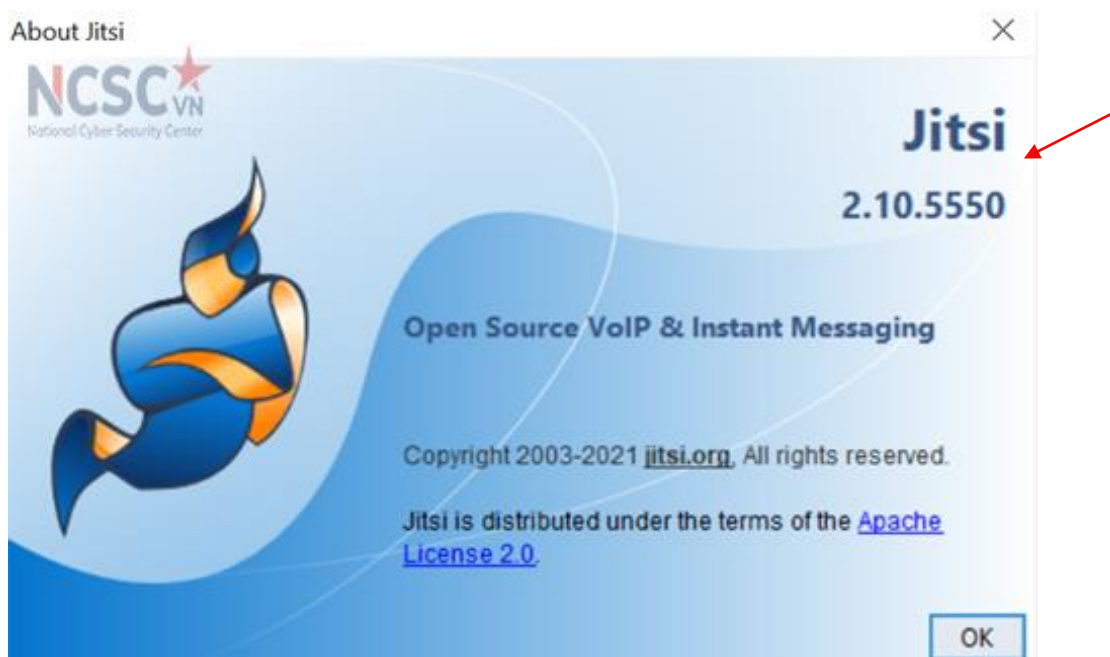 About Jitsi
NCSC VN
National Cyber Security Center
Jitsi
2.10.5550
Open Source VoIP & Instant Messaging
Copyright 2003-2021 jitsi.org, All rights reserved.
Jitsi is distributed under the terms of the Apache
License 2.0.
OK